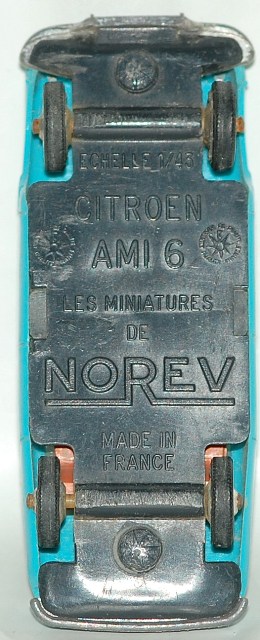 ECHELLE 1/43
CITROEN
AMI 6
LES MINIATURES
DE
NOREV
MADE IN
FRANCE